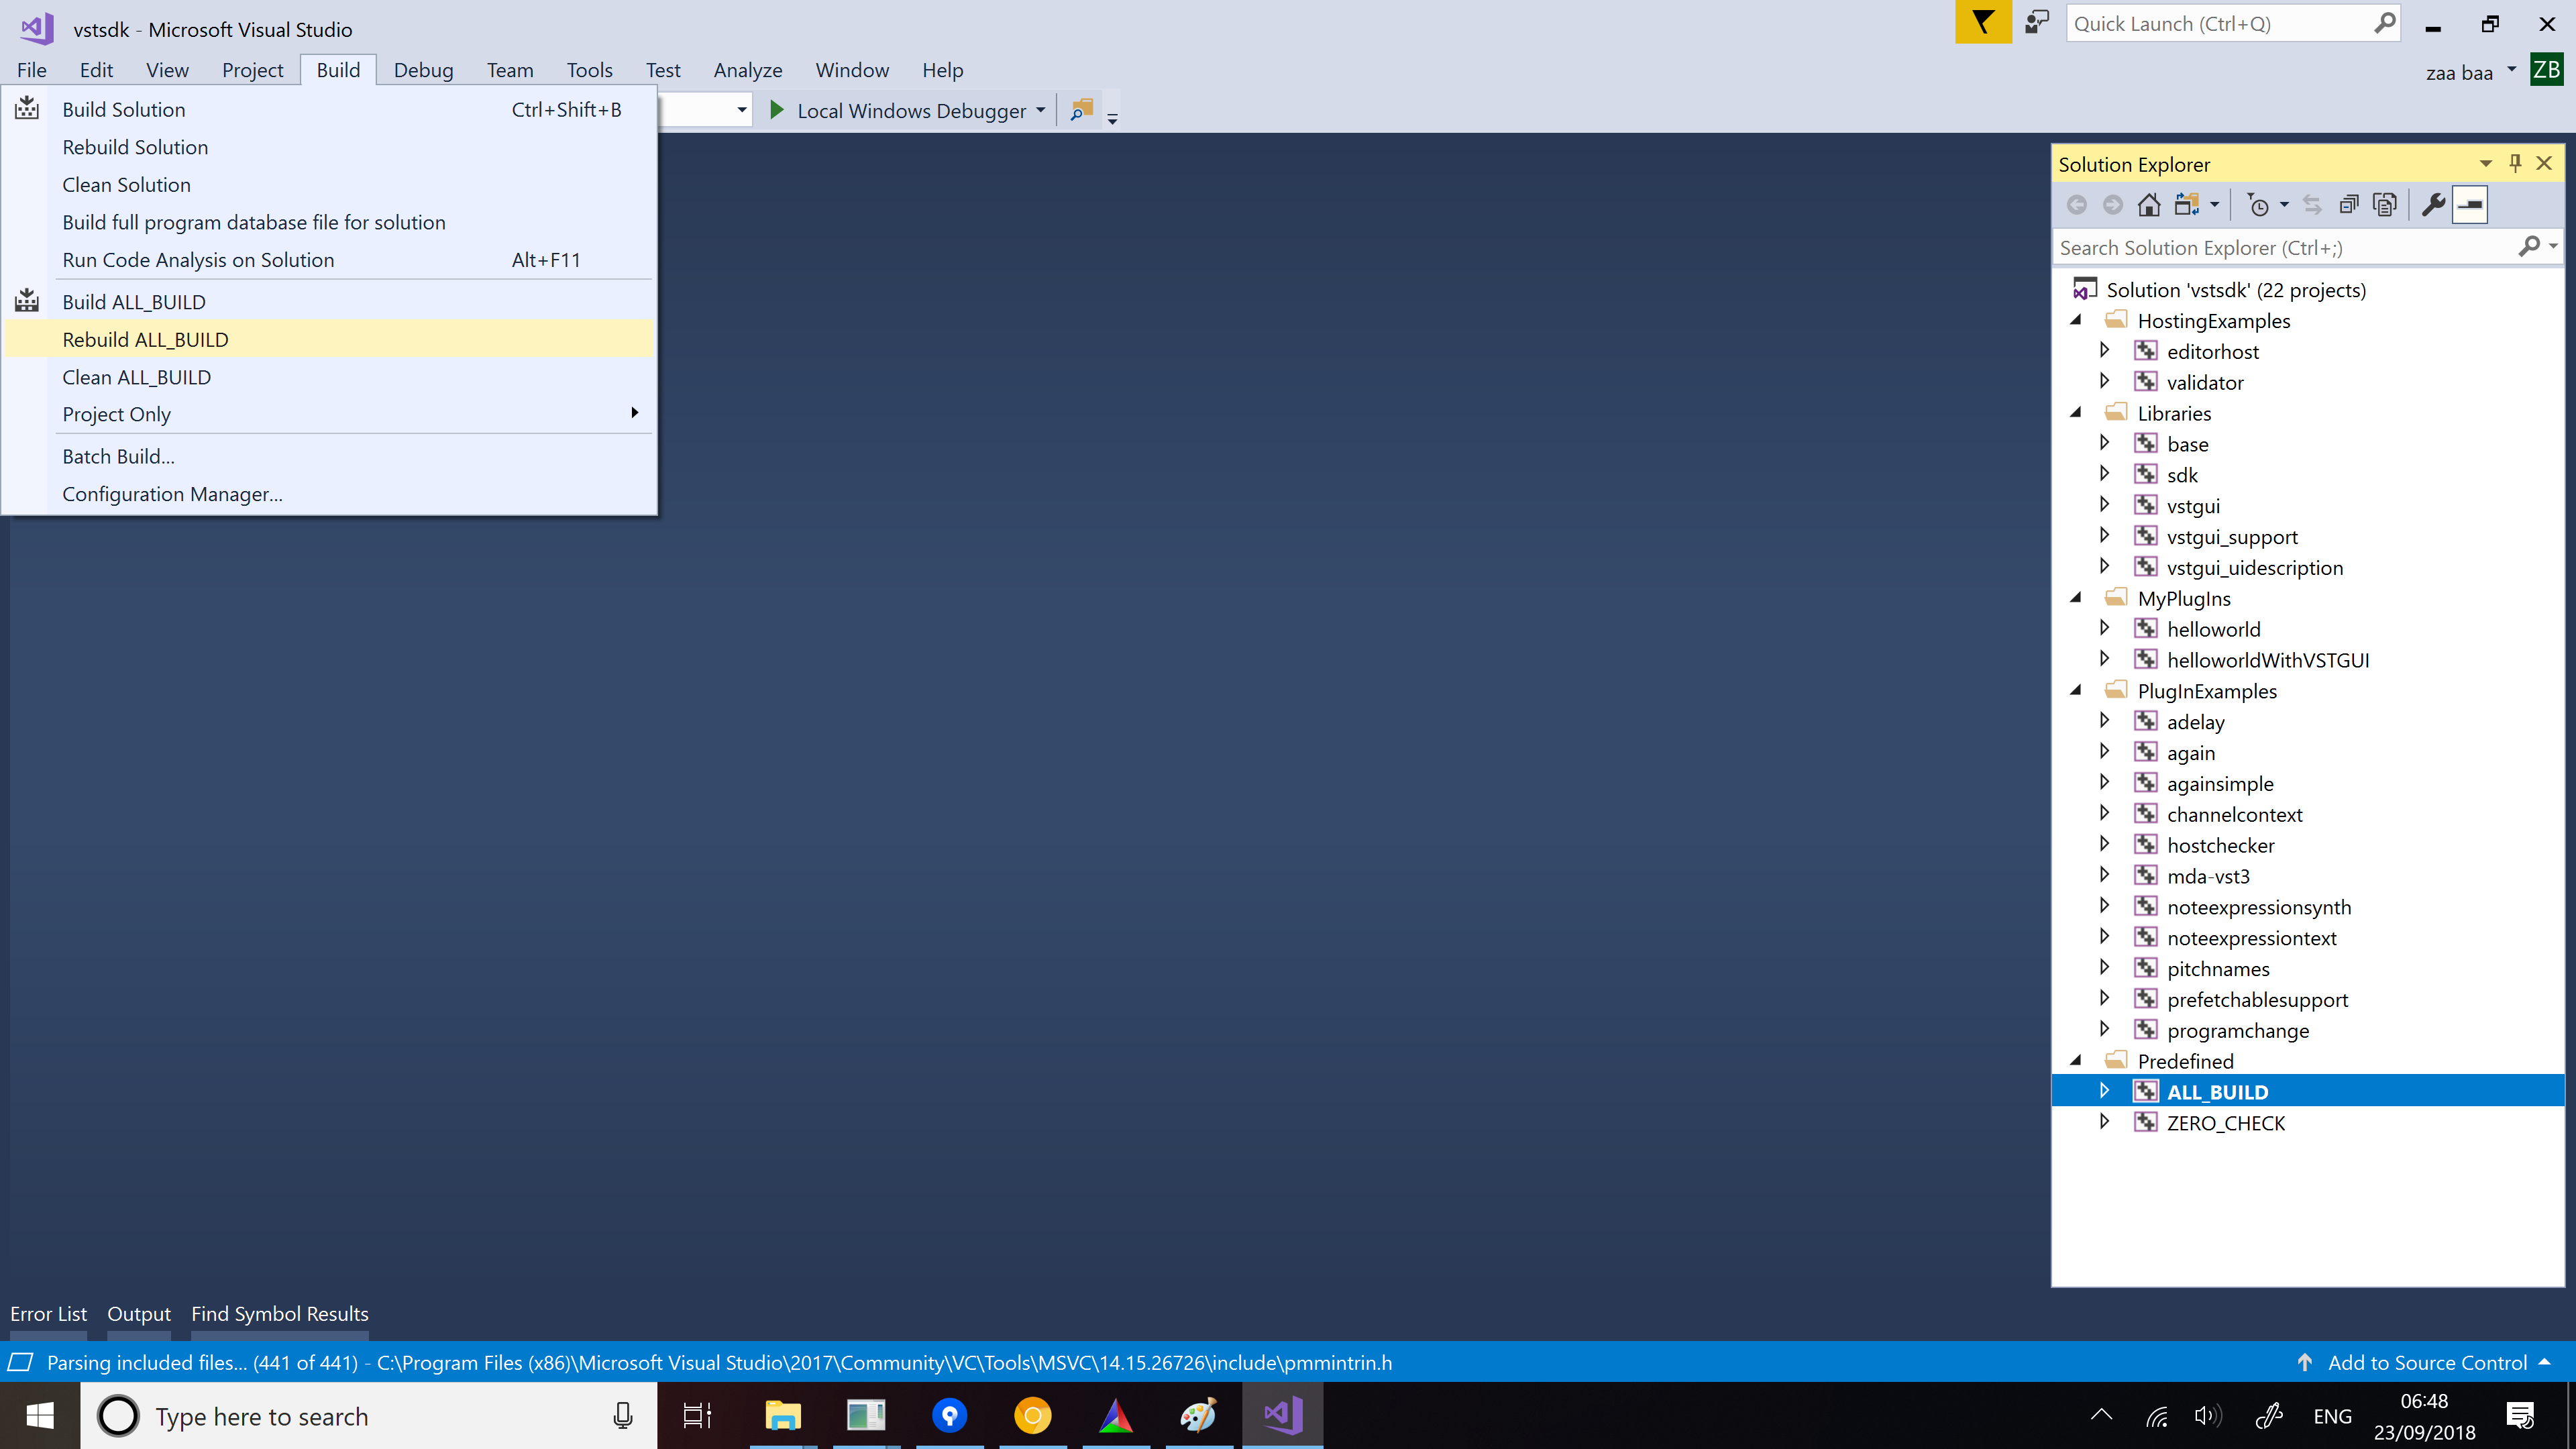 vstsdk - Microsoft Visual Studio
Quick Launch (Ctrl+Q)
File Edit View Project Build Debug Team Tools Test Analyze Window Help
zaa baa ZB
Build Solution Ctrl+Shift+B
Local Windows Debugger
Rebuild Solution
Clean Solution
Build full program database file for solution
Run Code Analysis on Solution Alt+F11
Build ALL_BUILD
Rebuild ALL_BUILD
Clean ALL_BUILD
Project Only
Batch Build...
Configuration Manager...
Solution Explorer
Search Solution Explorer (Ctrl+;)
Solution 'vstsdk' (22 projects)
HostingExamples
editorhost
validator
Libraries
base
sdk
vstgui
vstgui_support
vstgui_uidescription
MyPlugIns
helloworld
helloworldWithVSTGUI
PlugInExamples
adelay
again
againsimple
channelcontext
hostchecker
mda-vst3
noteexpressionsynth
noteexpressiontext
pitchnames
prefetchablesupport
programchange
Predefined
ALL_BUILD
ZERO_CHECK
Error List Output Find Symbol Results
Parsing included files... (441 of 441) - C:\Program Files (x86)\Microsoft Visual Studio\2017\Community\VC\Tools\MSVC\14.15.26726\include\pmmintrin.h
Add to Source Control
Type here to search
ENG
06:48
23/09/2018